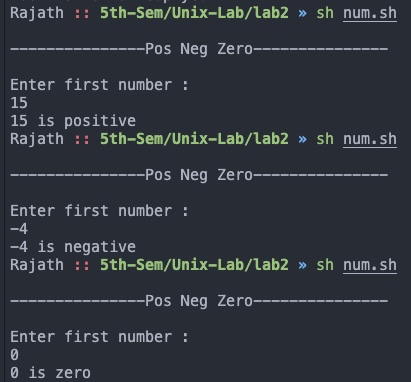 Rajath :: 5th-Sem/Unix-Lab/lab2 » sh num.sh
---------------Pos Neg Zero---------------
Enter first number :
15
15 is positive
Rajath :: 5th-Sem/Unix-Lab/lab2 » sh num.sh
---------------Pos Neg Zero---------------
Enter first number :
-4
-4 is negative
Rajath :: 5th-Sem/Unix-Lab/lab2 » sh num.sh
---------------Pos Neg Zero---------------
Enter first number :
0
0 is zero